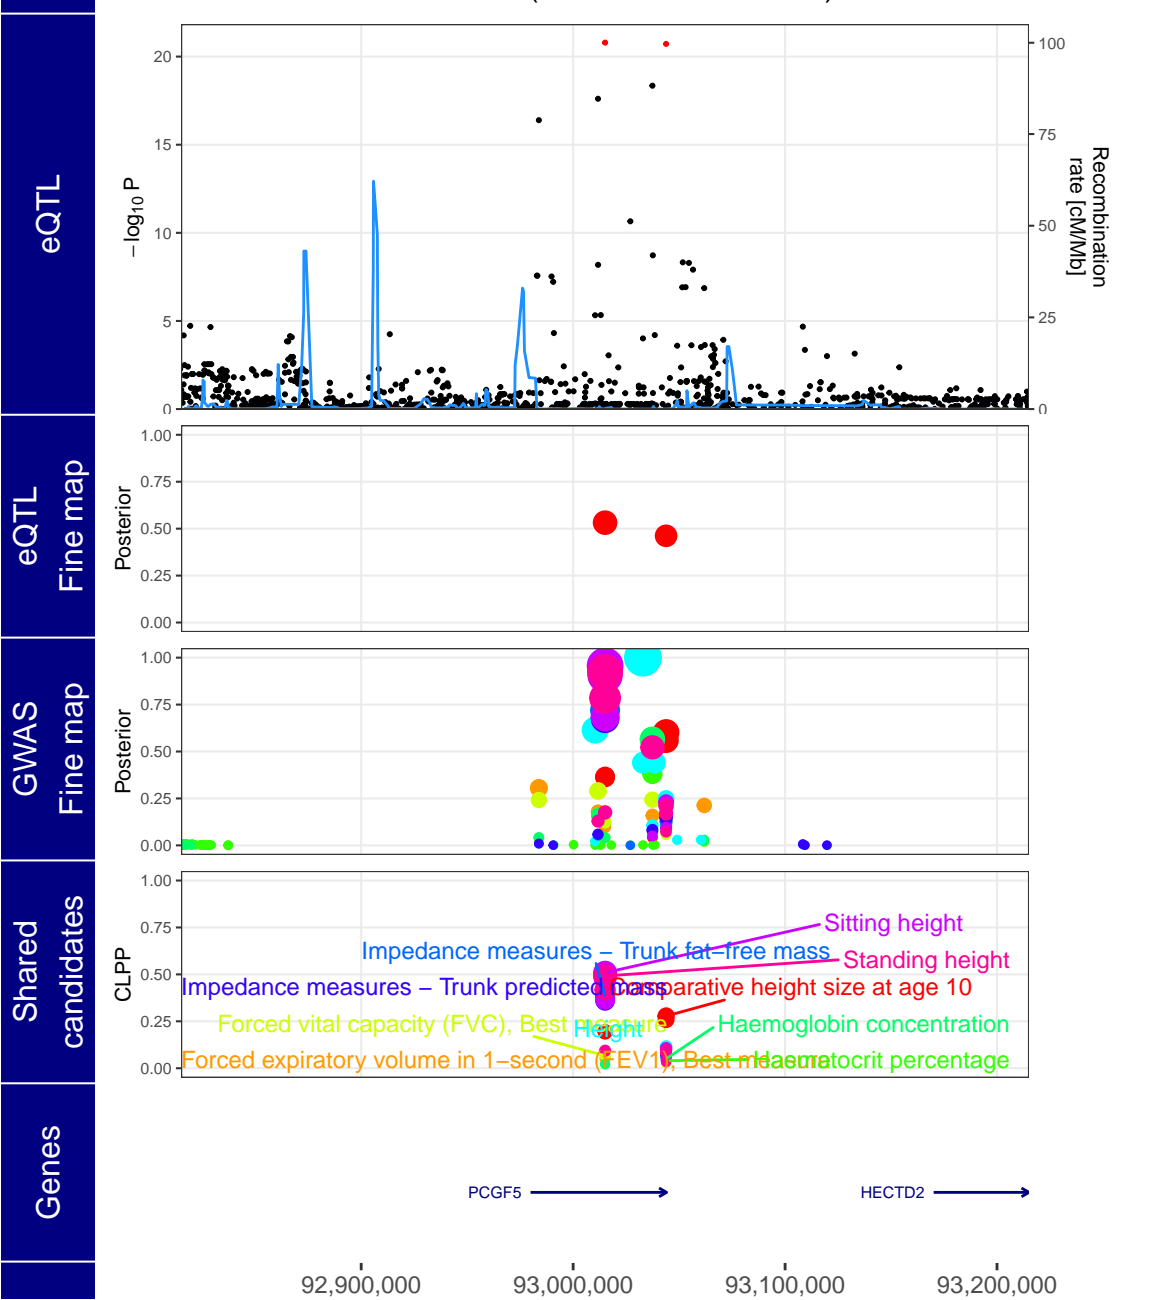 eQTL
20
15
10
5
0
−log10 P
100
75
50
25
0
Recombination
rate [cM/Mb]
eQTL
Fine map
1.00
0.75
0.50
0.25
0.00
Posterior
GWAS
Fine map
1.00
0.75
0.50
0.25
0.00
Posterior
Shared
candidates
1.00
0.75
0.50
0.25
0.00
CLPP
Sitting height
Impedance measures − Trunk fat−free mass
Standing height
Impedance measures − Trunk predicted mass
Comparative height size at age 10
Forced vital capacity (FVC), Best measure
Height
Haemoglobin concentration
Forced expiratory volume in 1−second (FEV1), Best measure
Haematocrit percentage
Genes
PCGF5
HECTD2
92,900,000
93,000,000
93,100,000
93,200,000